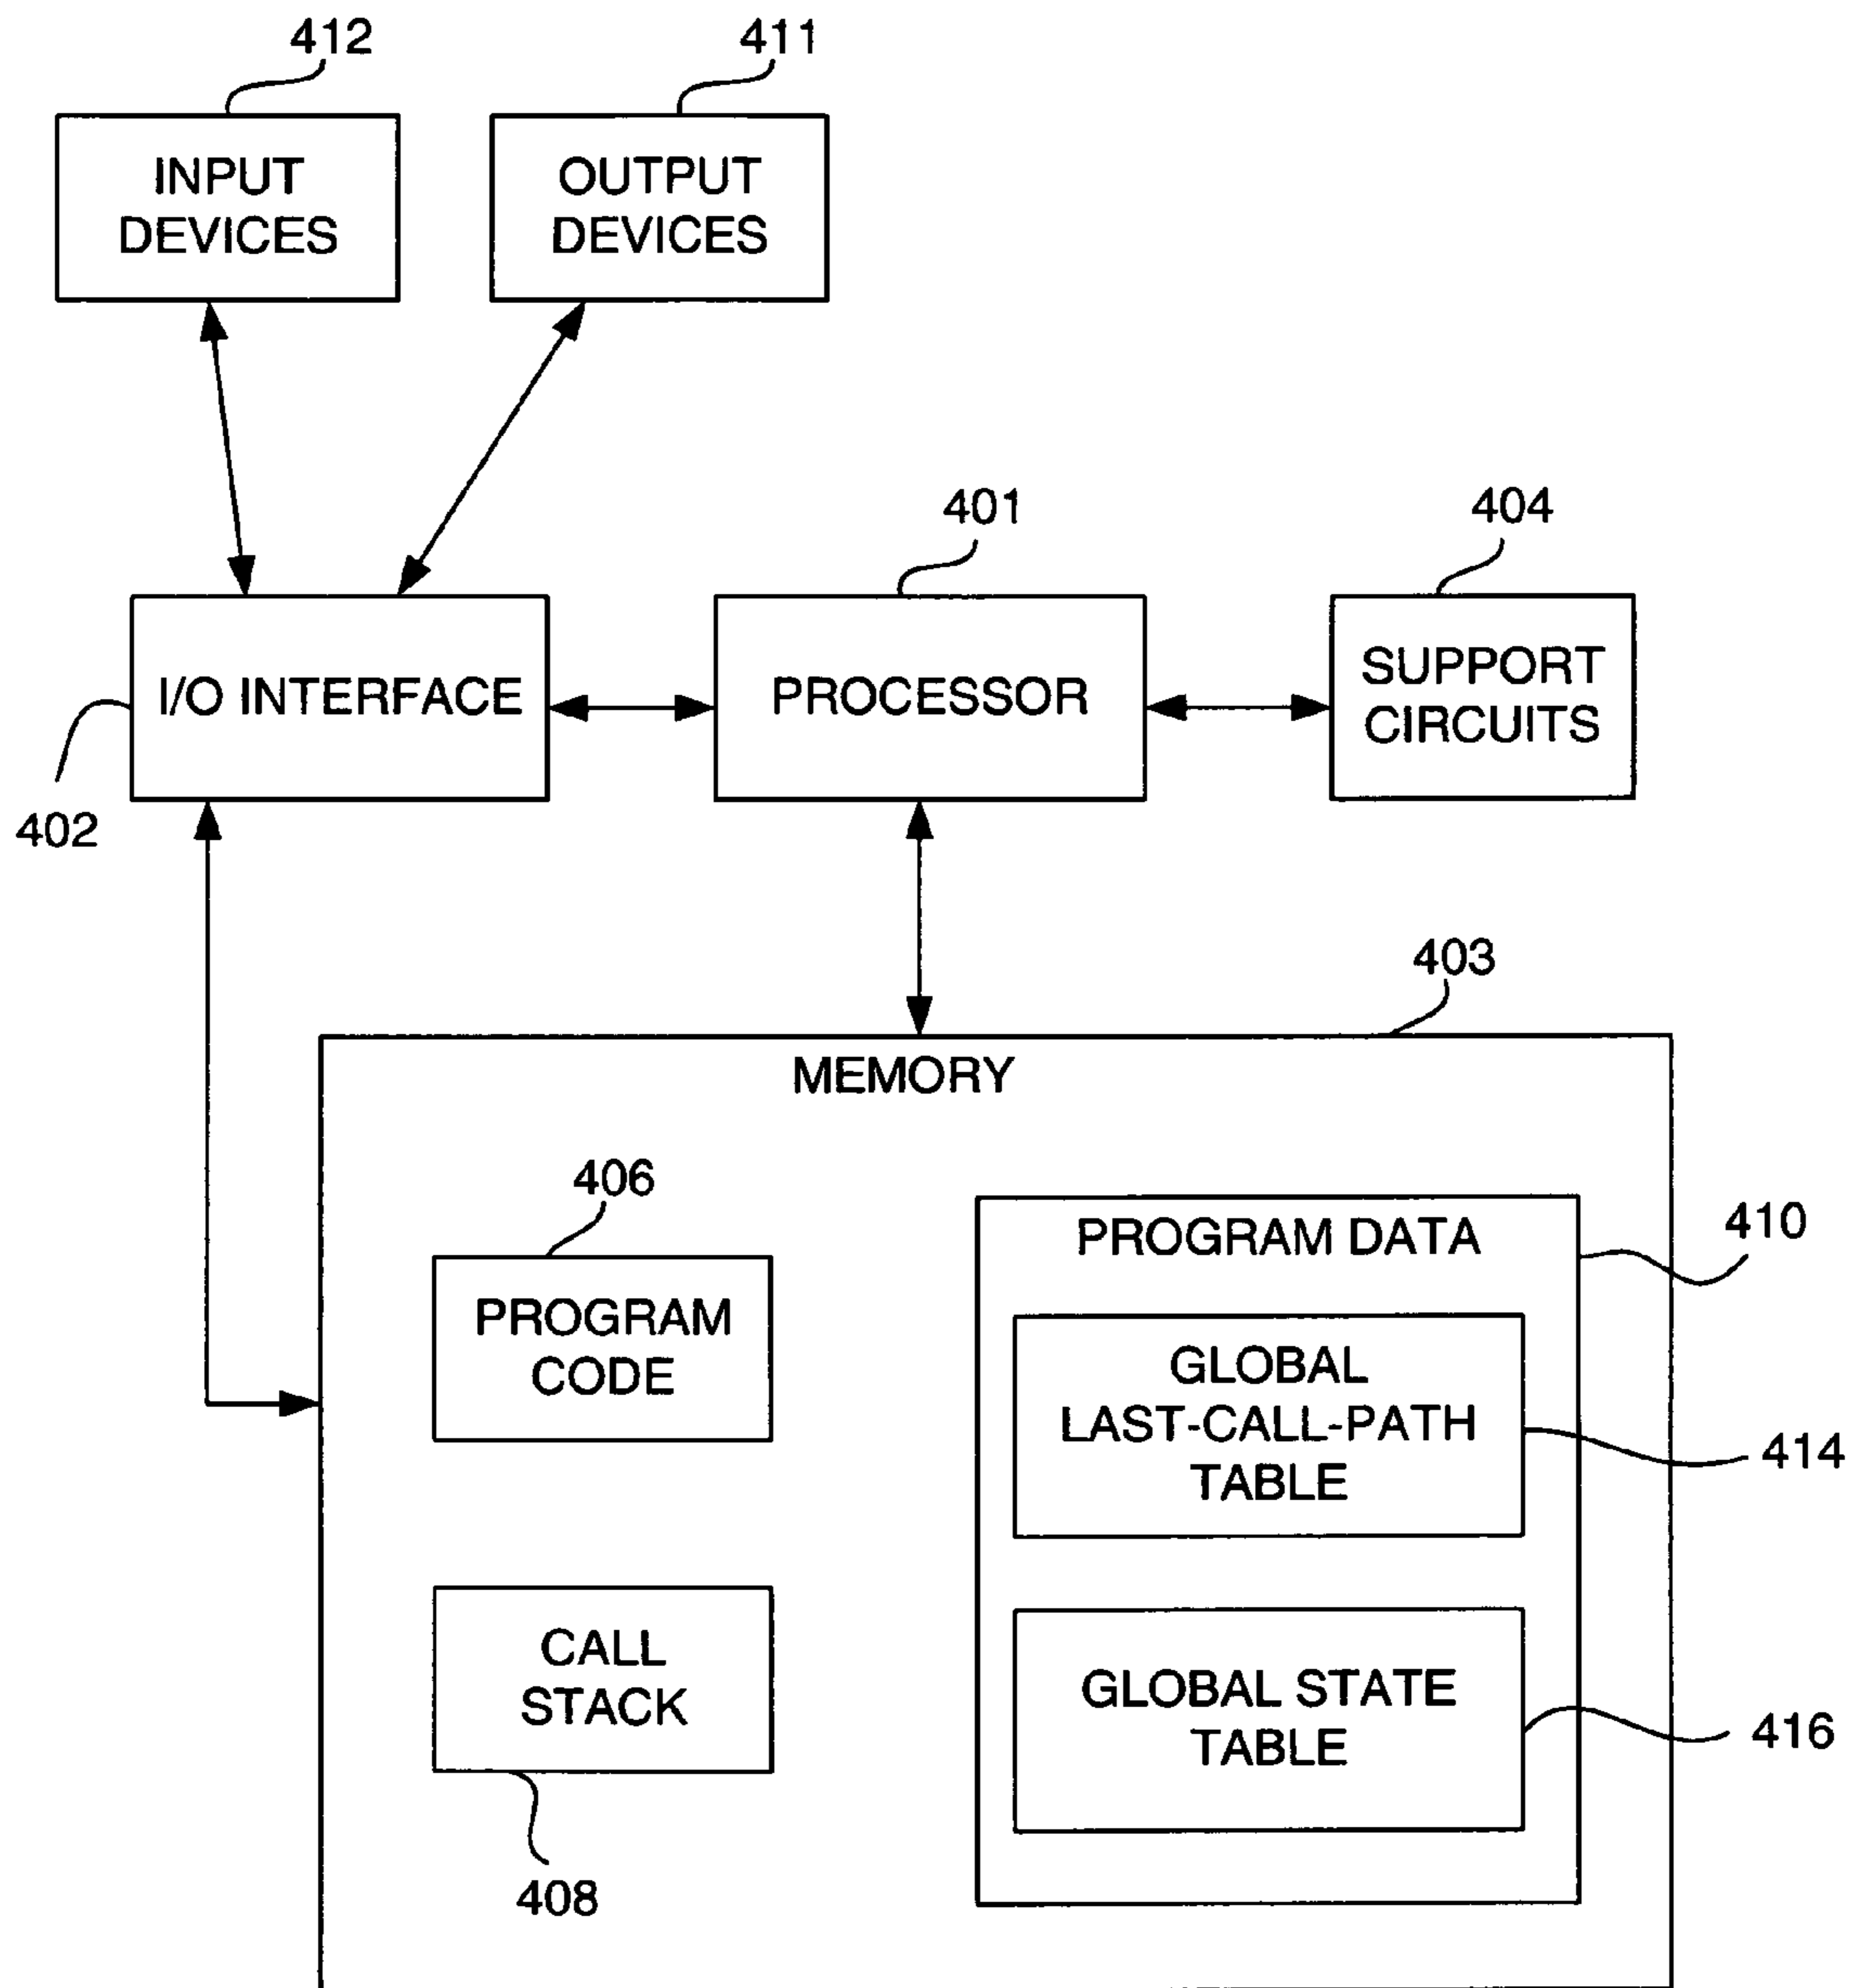 412
411
INPUT
DEVICES
OUTPUT
DEVICES
401
404
I/O INTERFACE
PROCESSOR
SUPPORT
CIRCUITS
402
403
MEMORY
406
PROGRAM
CODE
PROGRAM DATA
410
GLOBAL
LAST-CALL-PATH
TABLE
414
CALL
STACK
408
GLOBAL STATE
TABLE
416